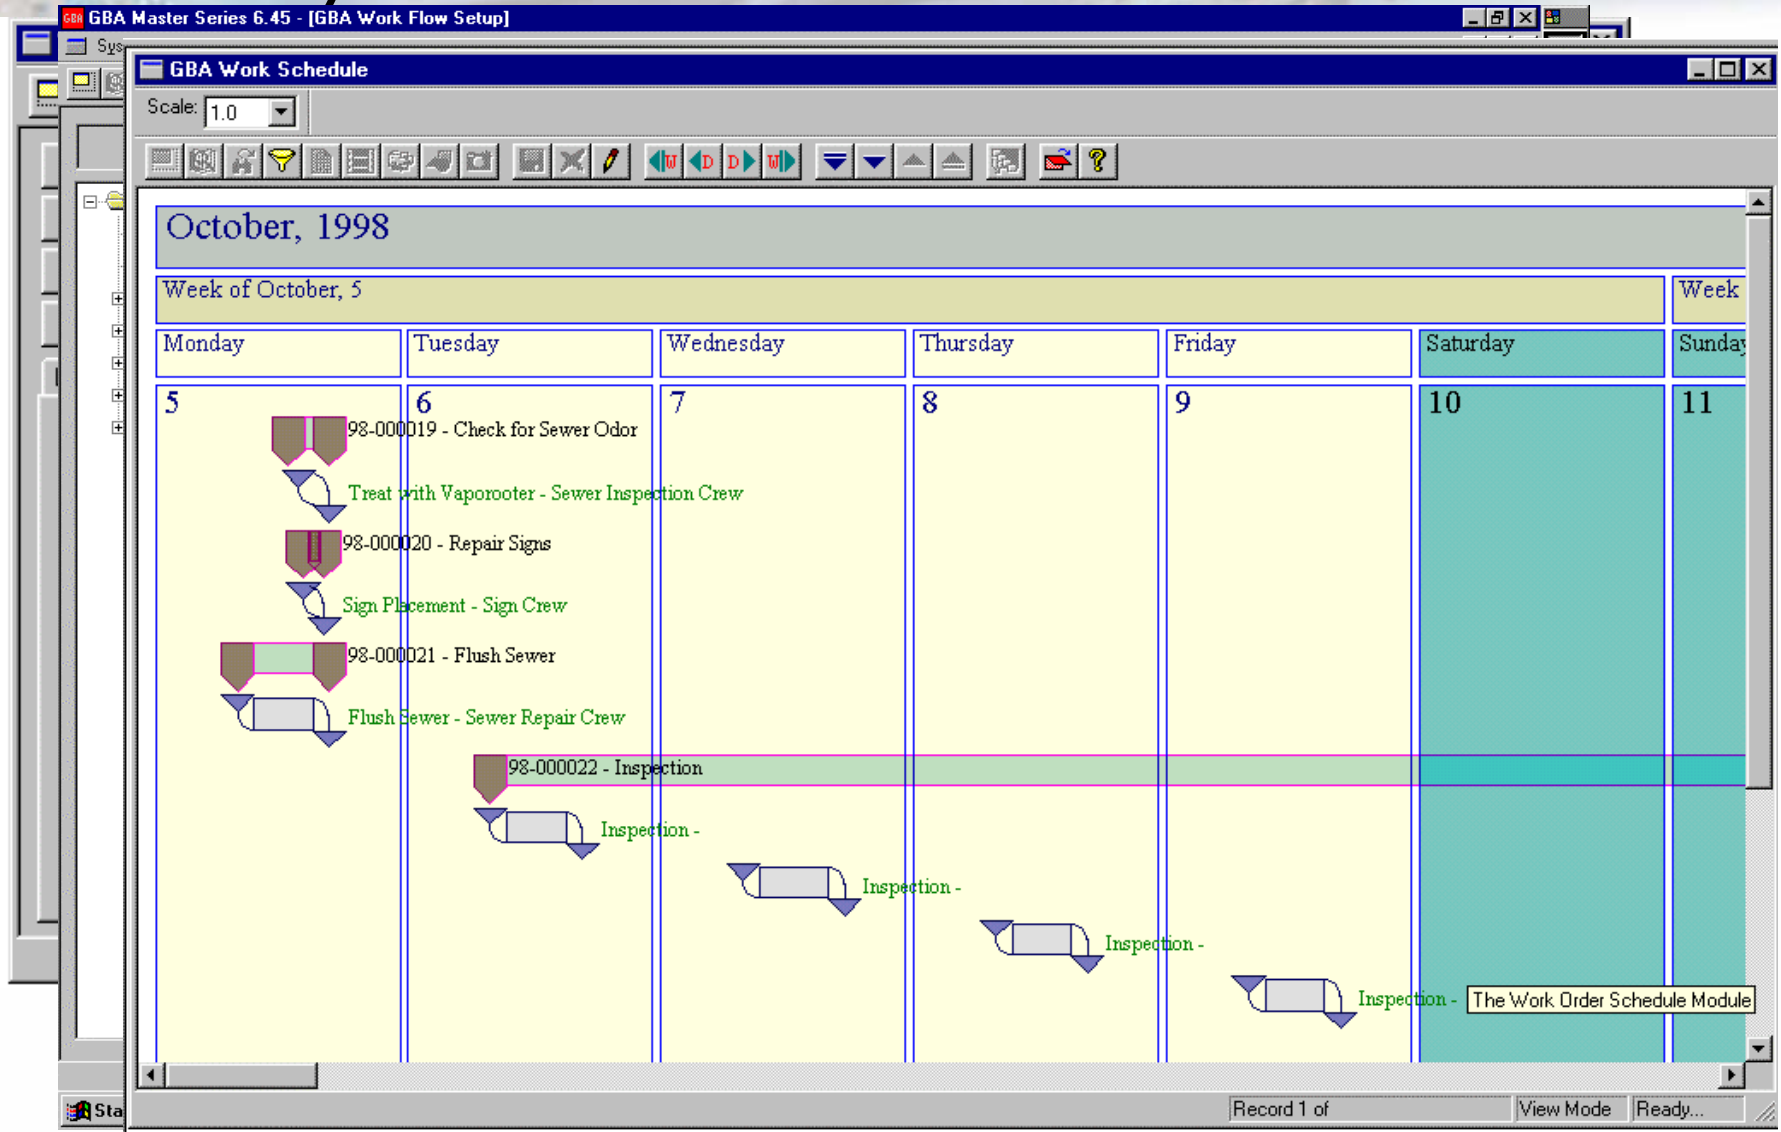 GBA GBA Master Series 6.45 - [GBA Work Flow Setup]
Sys
GBA Work Schedule
Scale: 1.0
W D D W
October, 1998
Week of October, 5 Week
Monday Tuesday Wednesday Thursday Friday Saturday Sunday
5 6 7 8 9 10 11
98-000019 - Check for Sewer Odor
Treat with Vaporooter - Sewer Inspection Crew
98-000020 - Repair Signs
Sign Placement - Sign Crew
98-000021 - Flush Sewer
Flush Sewer - Sewer Repair Crew
98-000022 - Inspection
Inspection -
Inspection -
Inspection -
Inspection - The Work Order Schedule Module
Sta
Record 1 of View Mode Ready...